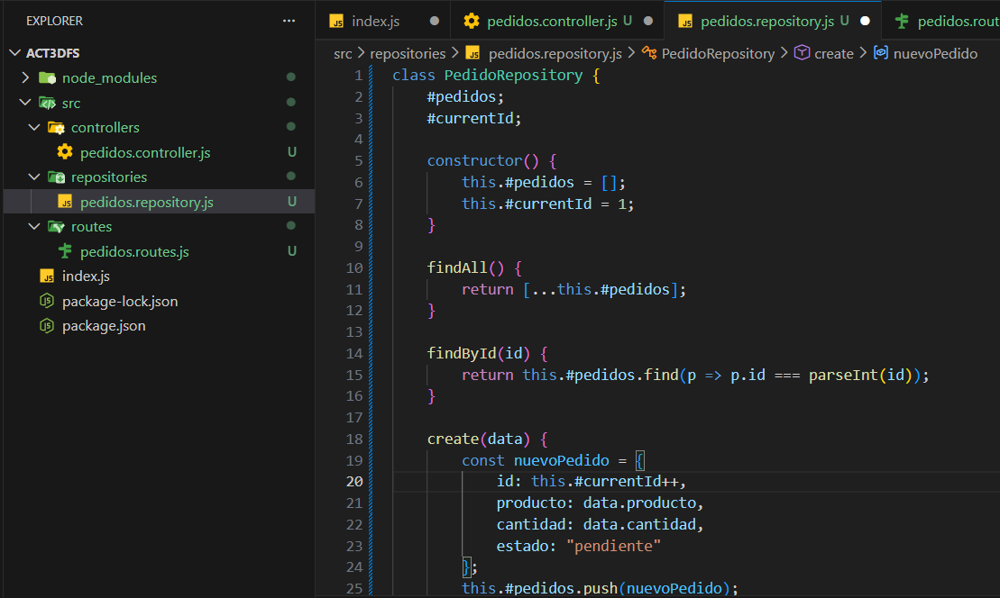 EXPLORER
...
ACT3DFS
node_modules
src
controllers
pedidos.controller.js U
repositories
pedidos.repository.js U
routes
pedidos.routes.js U
index.js
package-lock.json
package.json
JS index.js
pedidos.controller.js U
JS pedidos.repository.js U
pedidos.rout
src > repositories > JS pedidos.repository.js > PedidoRepository > create > nuevoPedido
1 class PedidoRepository {
2     #pedidos;
3     #currentId;
4
5     constructor() {
6         this.#pedidos = [];
7         this.#currentId = 1;
8     }
9
10     findAll() {
11         return [...this.#pedidos];
12     }
13
14     findById(id) {
15         return this.#pedidos.find(p => p.id === parseInt(id));
16     }
17
18     create(data) {
19         const nuevoPedido = {
20             id: this.#currentId++,
21             producto: data.producto,
22             cantidad: data.cantidad,
23             estado: "pendiente"
24         };
25         this.#pedidos.push(nuevoPedido);